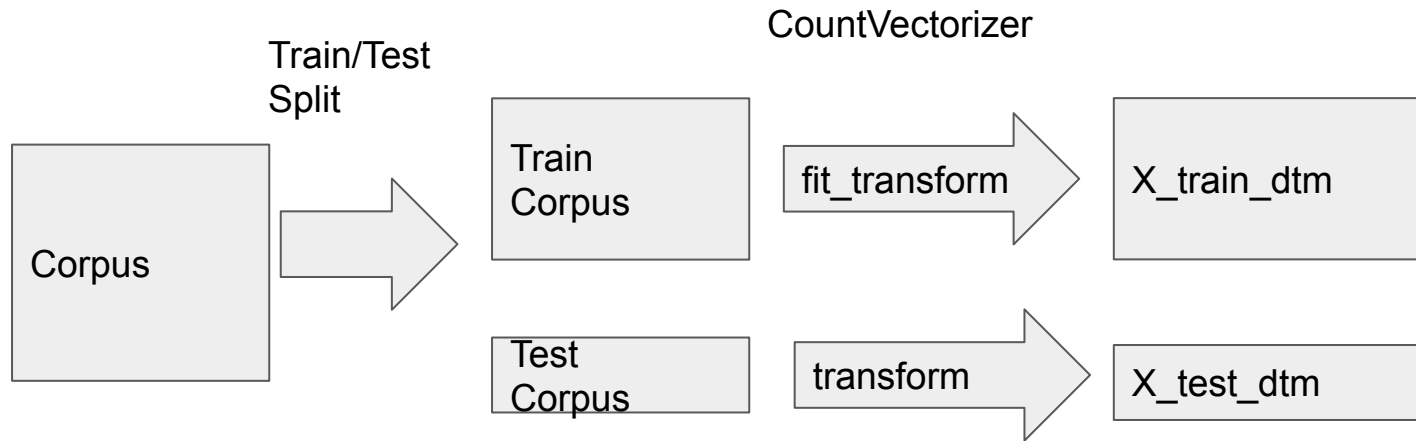 CountVectorizer
Train/Test
Split
Corpus
Train
Corpus
fit_transform
X_train_dtm
Test
Corpus
transform
X_test_dtm